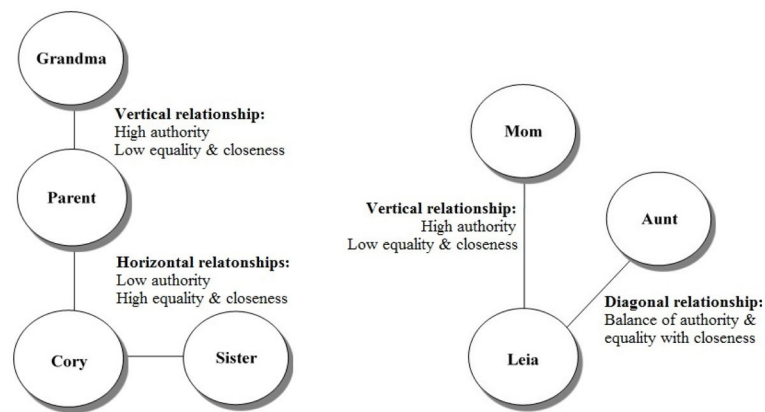 Grandma
Vertical relationship:
High authority
Low equality & closeness
Parent
Horizontal relatonships:
Low authority
High equality & closeness
Cory
Sister
Mom
Vertical relationship:
High authority
Low equality & closeness
Aunt
Diagonal relationship:
Balance of authority &
equality with closeness
Leia